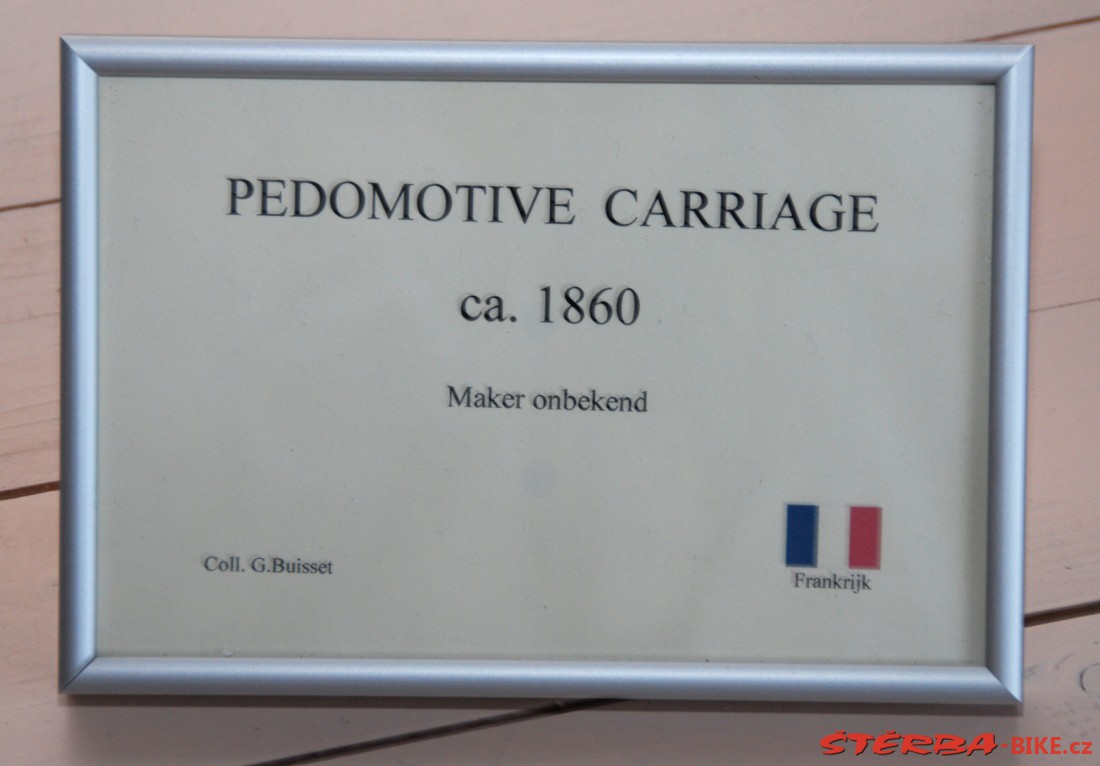 PEDOMOTIVE CARRIAGE
ca. 1860
Maker onbekend
Coll. G.Buisset
Frankrijk
ŠTĚRBA-BIKE.cz